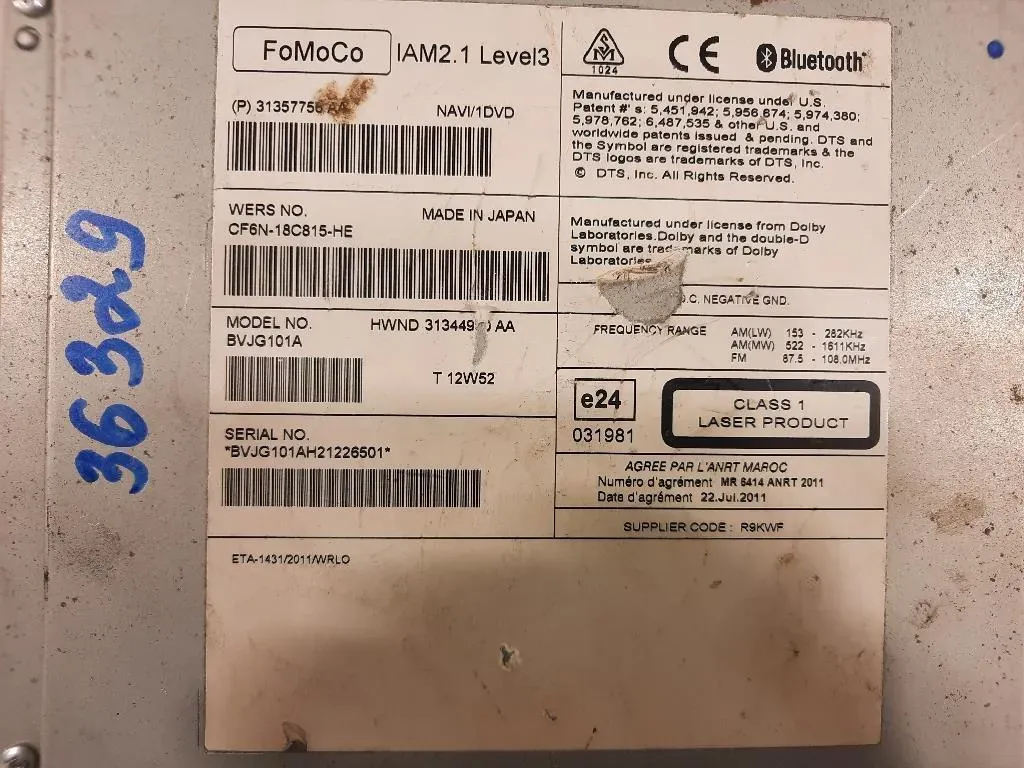 FoMoCo IAM2.1 Level3
(P) 31357756 AA NAVI/1DVD
WERS NO. MADE IN JAPAN
CF6N-18C815-HE
MODEL NO. HWND 313449 AA
BVJG101A
T 12W52
SERIAL NO.
*BVJG101AH21226501*
ETA-1431/2011/WRLO
1024
CE
Bluetooth
Manufactured under license under U.S.
Patent #' s: 5,451,942; 5,956,674; 5,974,380;
5,978,762; 6,487,535 & other U.S. and
worldwide patents issued & pending. DTS and
the Symbol are registered trademarks & the
DTS logos are trademarks of DTS, Inc.
© DTS, Inc. All Rights Reserved.
Manufactured under license from Dolby
Laboratories.Dolby and the double-D
symbol are trademarks of Dolby
Laboratories
D.C. NEGATIVE GND.
FREQUENCY RANGE AM(LW) 153 - 282KHz
AM(MW) 522 - 1611KHz
FM 87.5 - 108.0MHz
e24
031981
CLASS 1
LASER PRODUCT
AGREE PAR L'ANRT MAROC
Numéro d'agrément MR 6414 ANRT 2011
Date d'agrément 22.Jul.2011
SUPPLIER CODE : R9KWF
36329